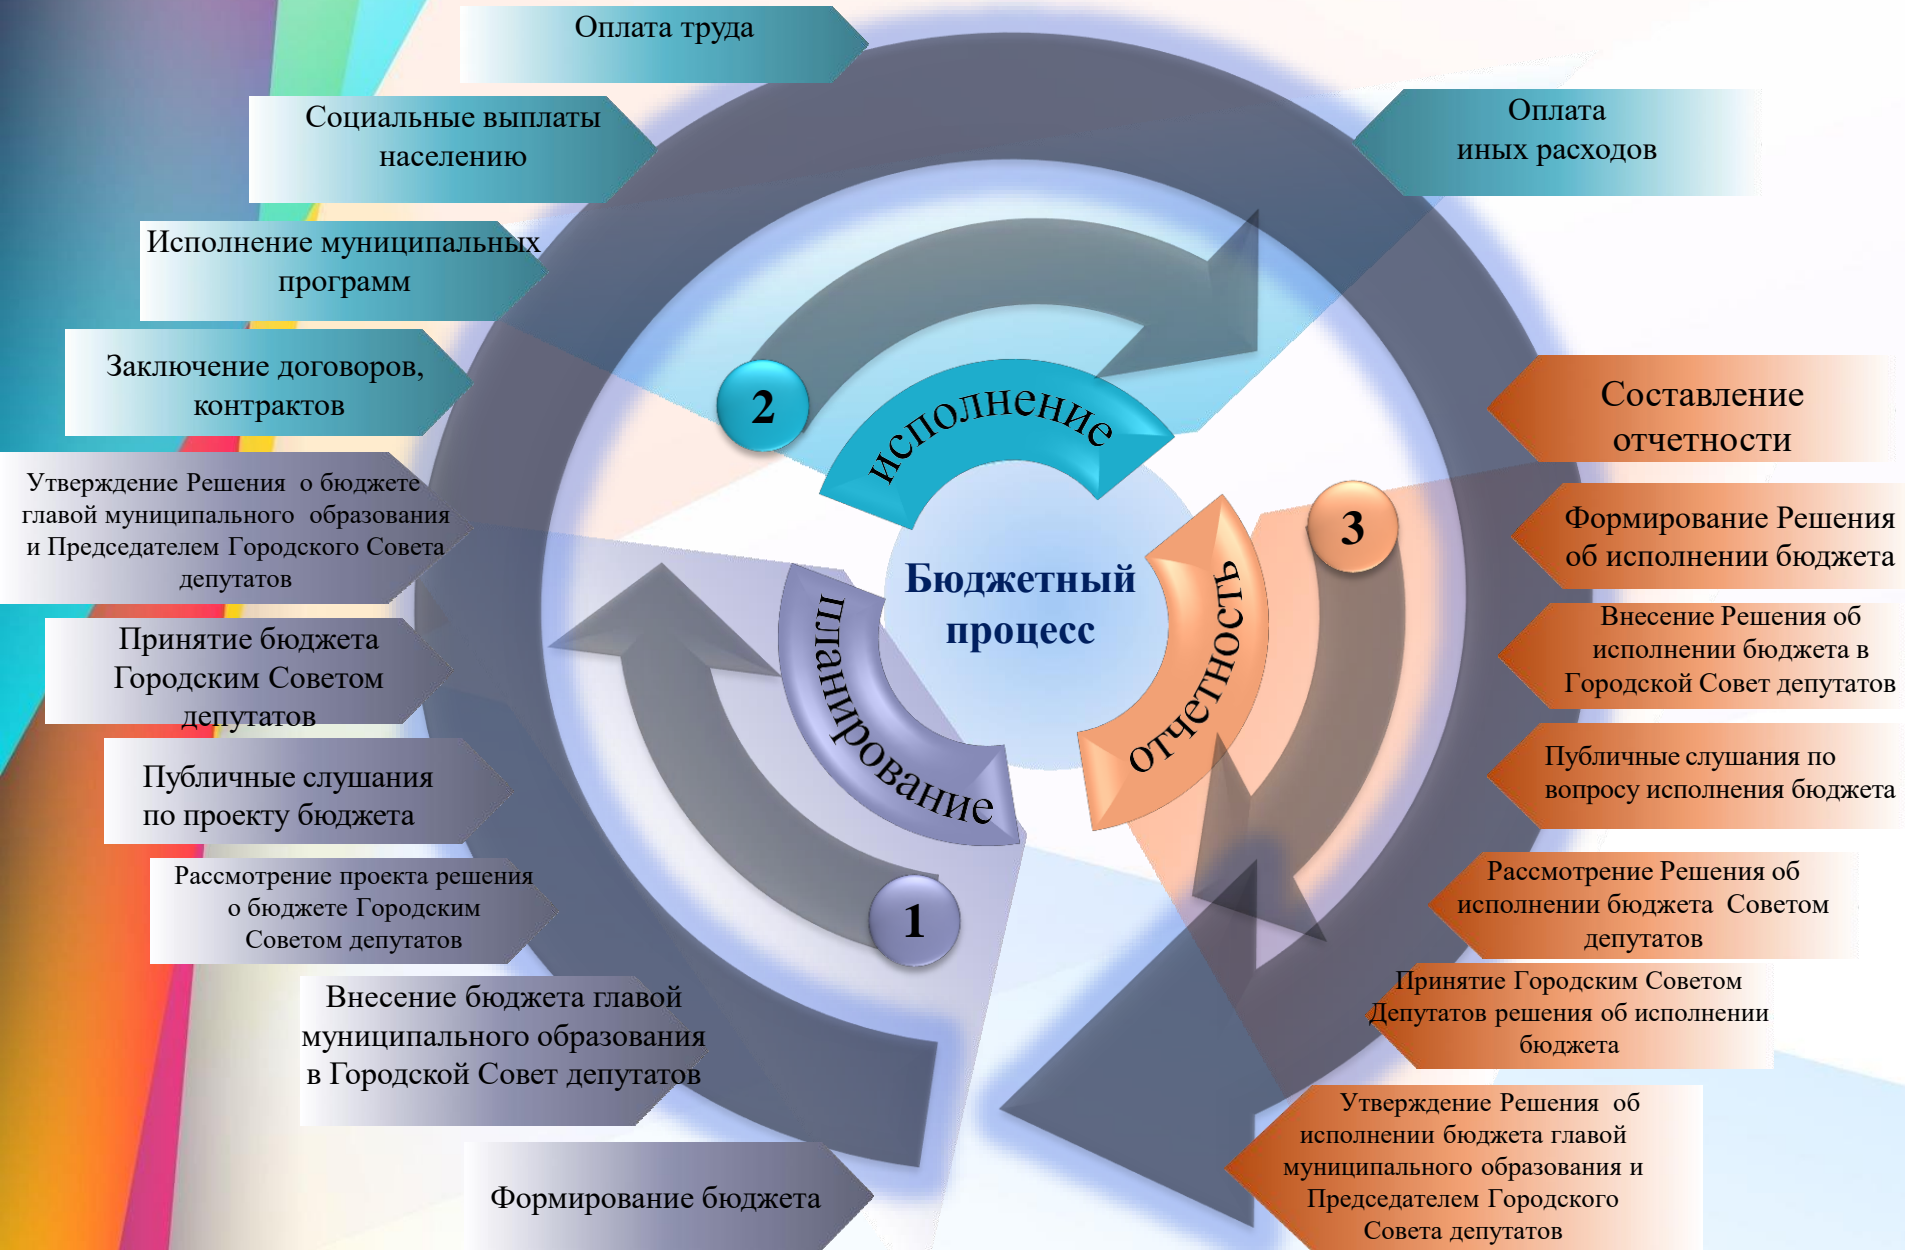 Оплата труда
Социальные выплаты
населению
Исполнение муниципальных
программ
Заключение договоров,
контрактов
Утверждение Решения о бюджете
главой муниципального образования
и Председателем Городского Совета
депутатов
Принятие бюджета
Городским Советом
депутатов
Публичные слушания
по проекту бюджета
Рассмотрение проекта решения
о бюджете Городским
Советом депутатов
Внесение бюджета главой
муниципального образования
в Городской Совет депутатов
Формирование бюджета
2
исполнение
Бюджетный
процесс
планирование
1
3
отчетность
Оплата
иных расходов
Составление
отчетности
Формирование Решения
об исполнении бюджета
Внесение Решения об
исполнении бюджета в
Городской Совет депутатов
Публичные слушания по
вопросу исполнения бюджета
Рассмотрение Решения об
исполнении бюджета Советом
депутатов
Принятие Городским Советом
Депутатов решения об исполнении
бюджета
Утверждение Решения об
исполнении бюджета главой
муниципального образования и
Председателем Городского
Совета депутатов